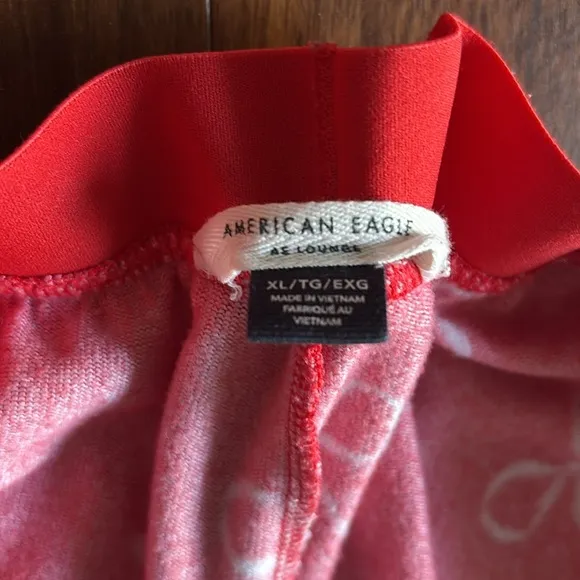 AMERICAN EAGLE
AE LOUNGE
XL/TG/EXG
MADE IN VIETNAM
FABRIQUÉ AU
VIETNAM